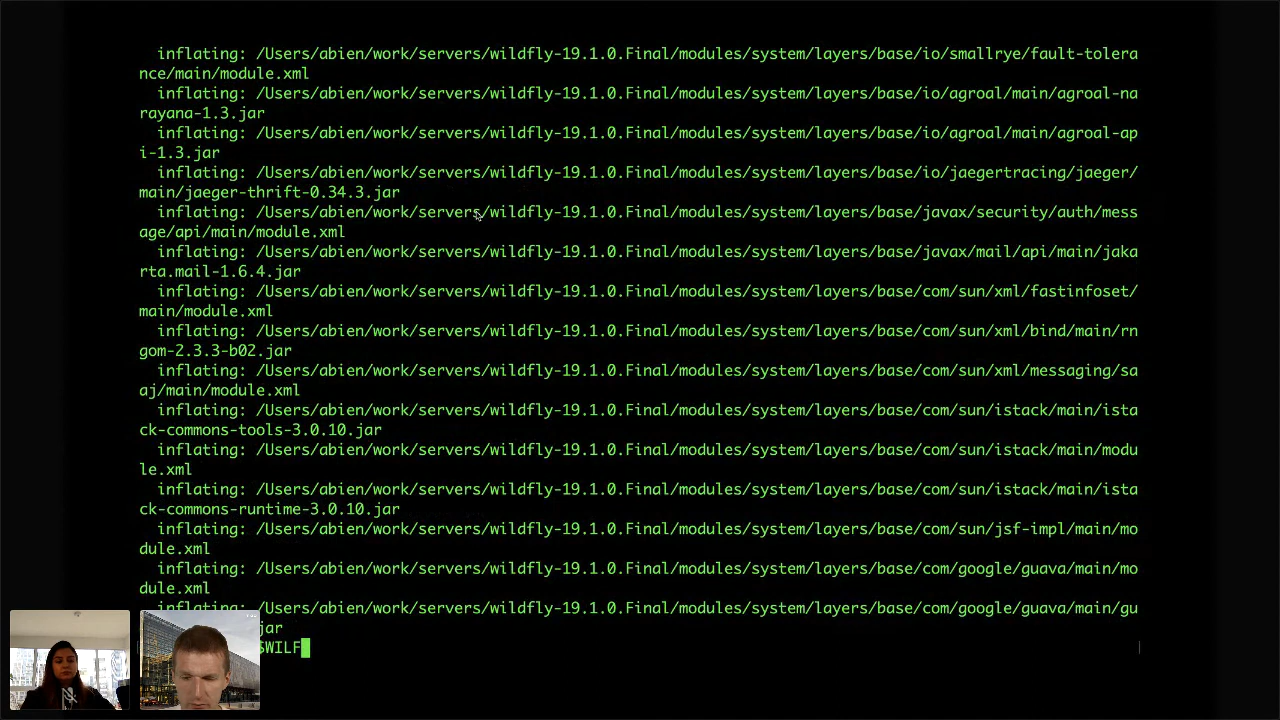 inflating: /Users/abien/work/servers/wildfly-19.1.0.Final/modules/system/layers/base/io/smallrye/fault-tolera
nce/main/module.xml
inflating: /Users/abien/work/servers/wildfly-19.1.0.Final/modules/system/layers/base/io/agroal/main/agroal-na
rayana-1.3.jar
inflating: /Users/abien/work/servers/wildfly-19.1.0.Final/modules/system/layers/base/io/agroal/main/agroal-ap
i-1.3.jar
inflating: /Users/abien/work/servers/wildfly-19.1.0.Final/modules/system/layers/base/io/jaegertracing/jaeger/
main/jaeger-thrift-0.34.3.jar
inflating: /Users/abien/work/servers/wildfly-19.1.0.Final/modules/system/layers/base/javax/security/auth/mess
age/api/main/module.xml
inflating: /Users/abien/work/servers/wildfly-19.1.0.Final/modules/system/layers/base/javax/mail/api/main/jaka
rta.mail-1.6.4.jar
inflating: /Users/abien/work/servers/wildfly-19.1.0.Final/modules/system/layers/base/com/sun/xml/fastinfoset/
main/module.xml
inflating: /Users/abien/work/servers/wildfly-19.1.0.Final/modules/system/layers/base/com/sun/xml/bind/main/rn
gom-2.3.3-b02.jar
inflating: /Users/abien/work/servers/wildfly-19.1.0.Final/modules/system/layers/base/com/sun/xml/messaging/sa
aj/main/module.xml
inflating: /Users/abien/work/servers/wildfly-19.1.0.Final/modules/system/layers/base/com/sun/istack/main/ista
ck-commons-tools-3.0.10.jar
inflating: /Users/abien/work/servers/wildfly-19.1.0.Final/modules/system/layers/base/com/sun/istack/main/modu
le.xml
inflating: /Users/abien/work/servers/wildfly-19.1.0.Final/modules/system/layers/base/com/sun/istack/main/ista
ck-commons-runtime-3.0.10.jar
inflating: /Users/abien/work/servers/wildfly-19.1.0.Final/modules/system/layers/base/com/sun/jsf-impl/main/mo
dule.xml
inflating: /Users/abien/work/servers/wildfly-19.1.0.Final/modules/system/layers/base/com/google/guava/main/mo
dule.xml
inflating: /Users/abien/work/servers/wildfly-19.1.0.Final/modules/system/layers/base/com/google/guava/main/gu
jar
$WILF